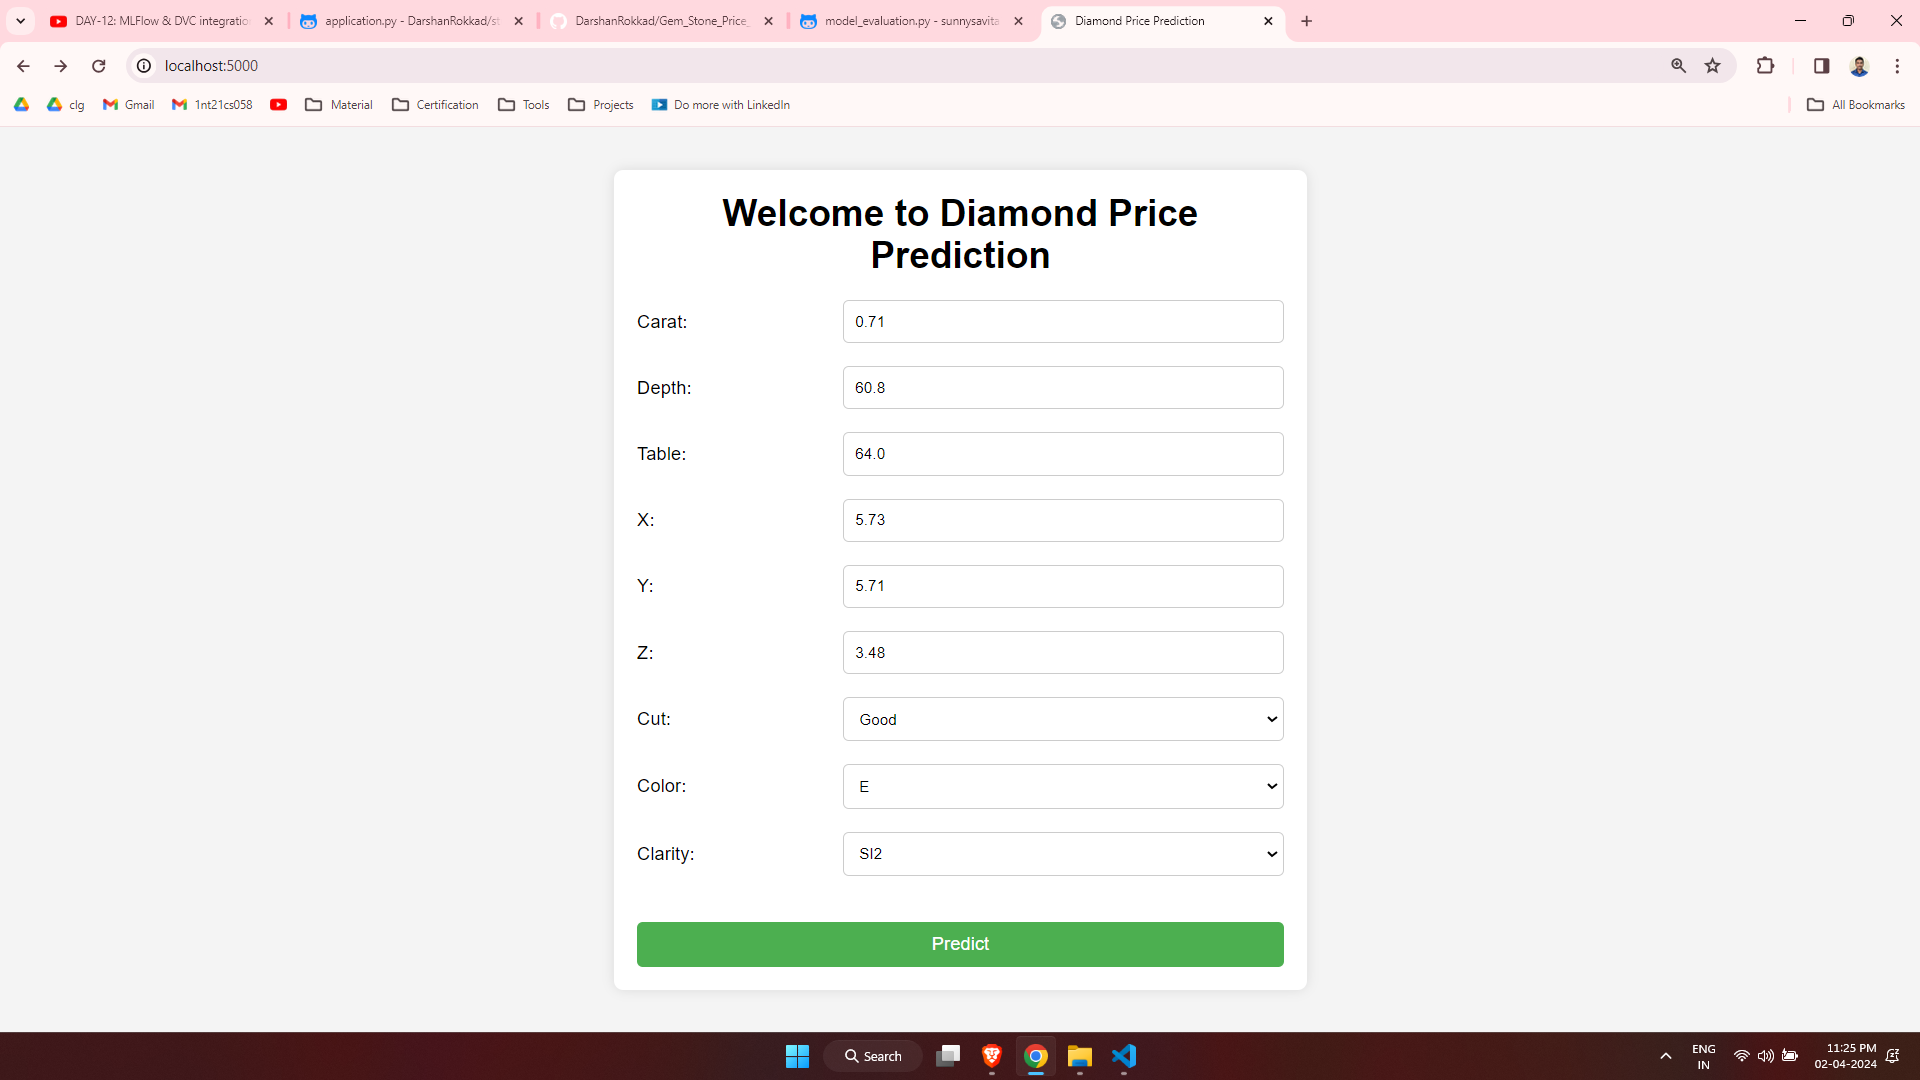 DAY-12: MLFlow & DVC integratio
application.py - DarshanRokkad/st
DarshanRokkad/Gem_Stone_Price_
model_evaluation.py - sunnysavita
Diamond Price Prediction
localhost:5000
clg
Gmail
1nt21cs058
Material
Certification
Tools
Projects
Do more with LinkedIn
All Bookmarks
Welcome to Diamond Price
Prediction
Carat: 0.71
Depth: 60.8
Table: 64.0
X: 5.73
Y: 5.71
Z: 3.48
Cut: Good
Color: E
Clarity: SI2
Predict
Search
ENG
IN
11:25 PM
02-04-2024